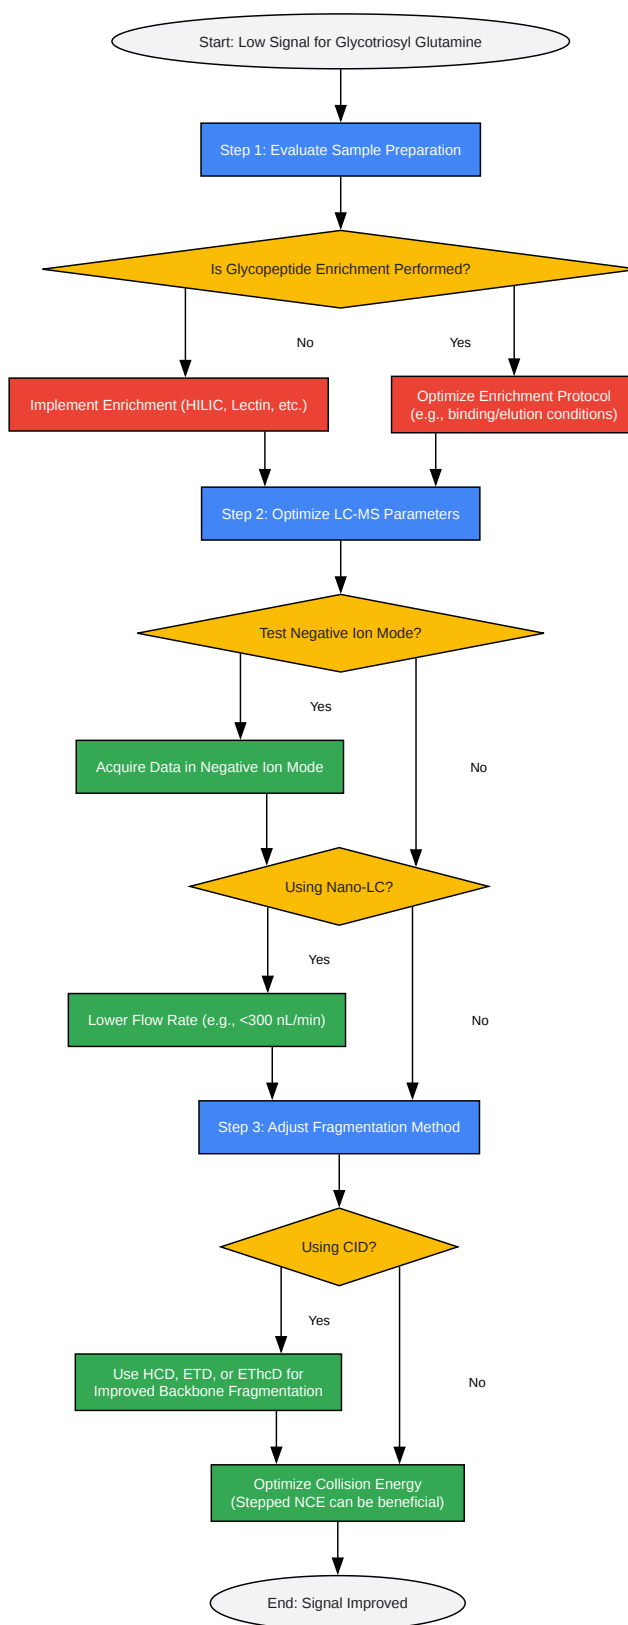 Start: Low Signal for Glycotriosyl Glutamine
Step 1: Evaluate Sample Preparation
Is Glycopeptide Enrichment Performed?
No
Yes
Implement Enrichment (HILIC, Lectin, etc.)
Optimize Enrichment Protocol
(e.g., binding/elution conditions)
Step 2: Optimize LC-MS Parameters
Test Negative Ion Mode?
Yes
Acquire Data in Negative Ion Mode
No
Using Nano-LC?
Yes
Lower Flow Rate (e.g., <300 nL/min)
No
Step 3: Adjust Fragmentation Method
Using CID?
Yes
Use HCD, ETD, or EThcD for
Improved Backbone Fragmentation
No
Optimize Collision Energy
(Stepped NCE can be beneficial)
End: Signal Improved